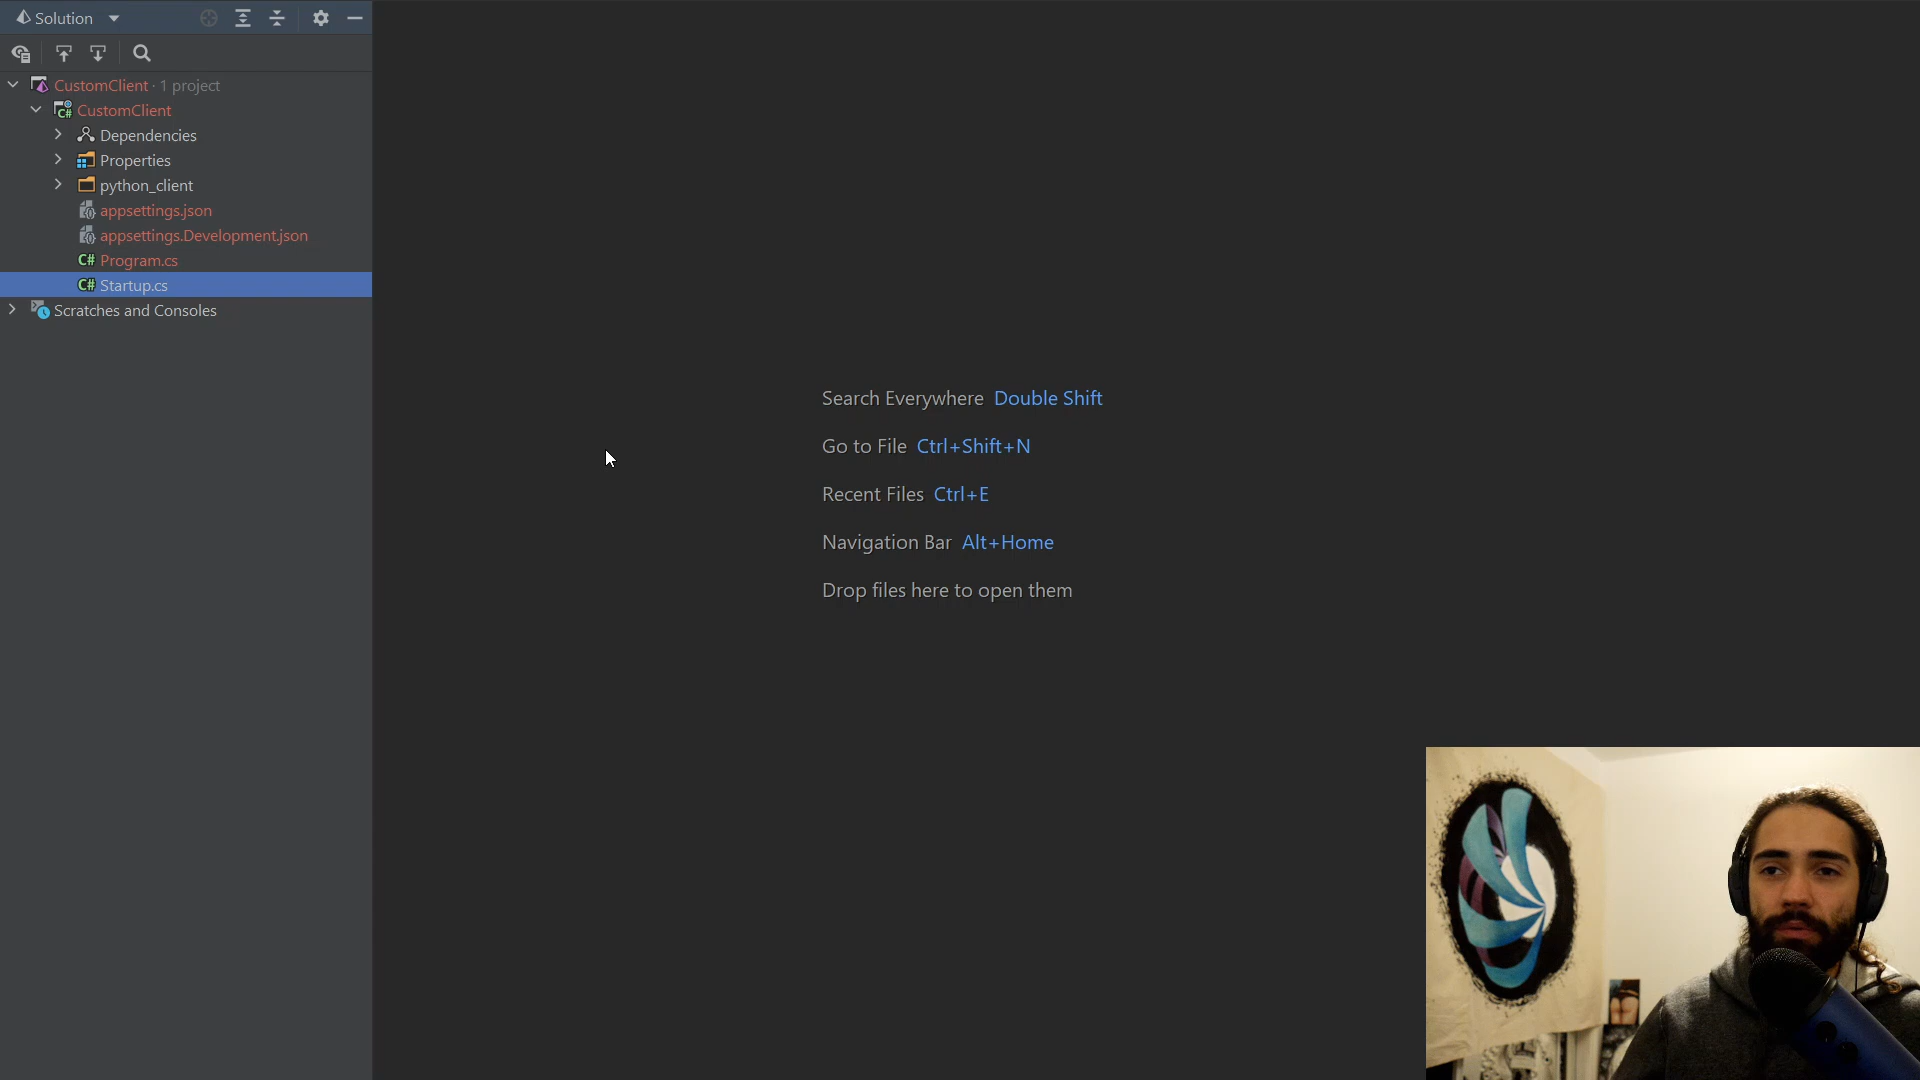 Solution
CustomClient · 1 project
C# CustomClient
Dependencies
Properties
python_client
appsettings.json
appsettings.Development.json
C# Program.cs
C# Startup.cs
Scratches and Consoles
Search Everywhere Double Shift
Go to File Ctrl+Shift+N
Recent Files Ctrl+E
Navigation Bar Alt+Home
Drop files here to open them